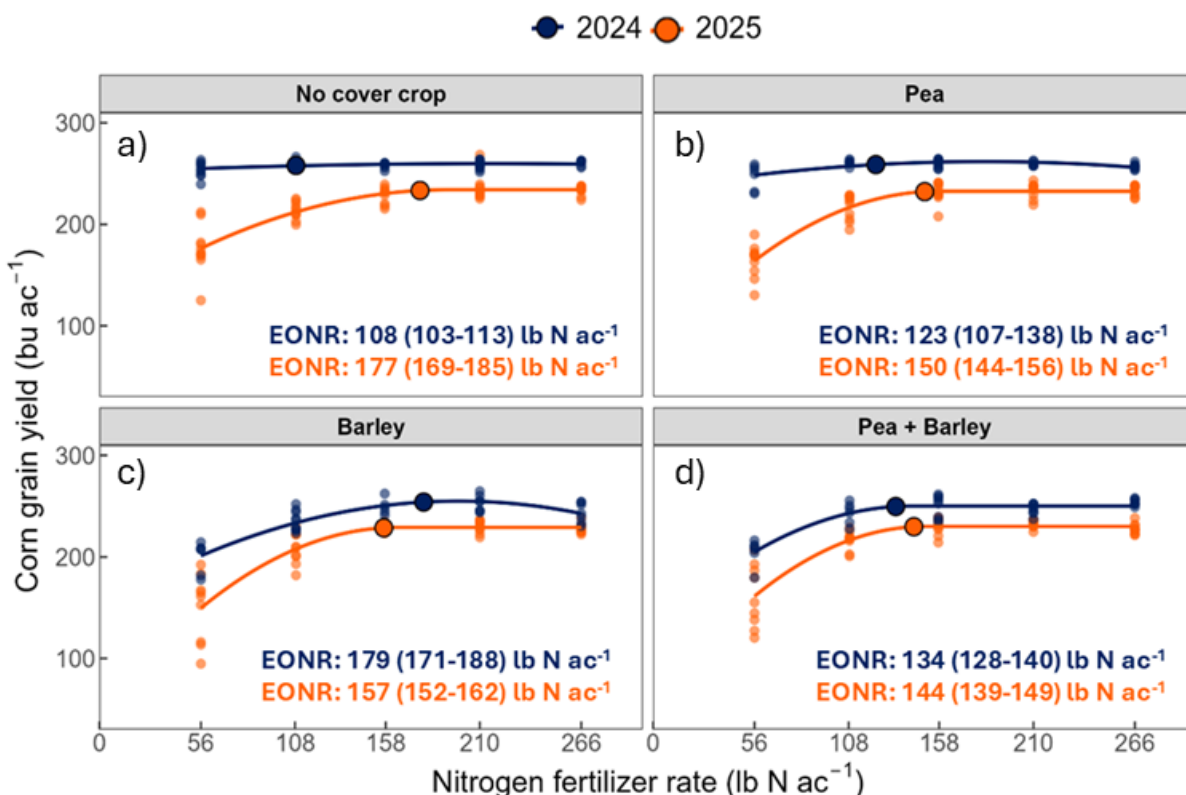 2024 2025
No cover crop
Pea
300
200
100
a)
EONR: 108 (103-113) lb N ac⁻¹
EONR: 177 (169-185) lb N ac⁻¹
b)
EONR: 123 (107-138) lb N ac⁻¹
EONR: 150 (144-156) lb N ac⁻¹
Corn grain yield (bu ac⁻¹)
Barley
Pea + Barley
300
200
100
c)
EONR: 179 (171-188) lb N ac⁻¹
EONR: 157 (152-162) lb N ac⁻¹
d)
EONR: 134 (128-140) lb N ac⁻¹
EONR: 144 (139-149) lb N ac⁻¹
0 56 108 158 210 266
0 56 108 158 210 266
Nitrogen fertilizer rate (lb N ac⁻¹)